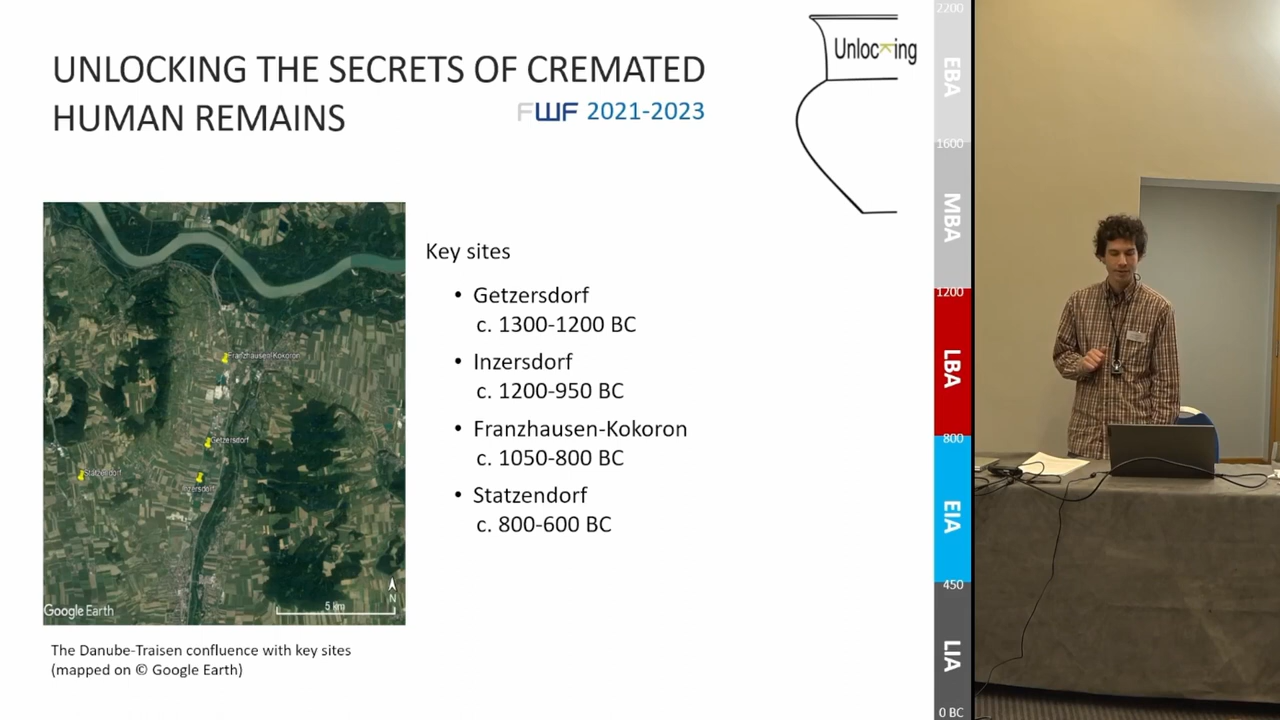 UNLOCKING THE SECRETS OF CREMATED
HUMAN REMAINS
FWF 2021-2023
Unlocking
Key sites
• Getzersdorf
c. 1300-1200 BC
• Inzersdorf
c. 1200-950 BC
• Franzhausen-Kokoron
c. 1050-800 BC
• Statzendorf
c. 800-600 BC
Franzhausen-Kokoron
Getzersdorf
Statzendorf
Inzersdorf
N
5 km
Google Earth
The Danube-Traisen confluence with key sites
(mapped on © Google Earth)
2200
EBA
1600
MBA
1200
LBA
800
EIA
450
LIA
0 BC